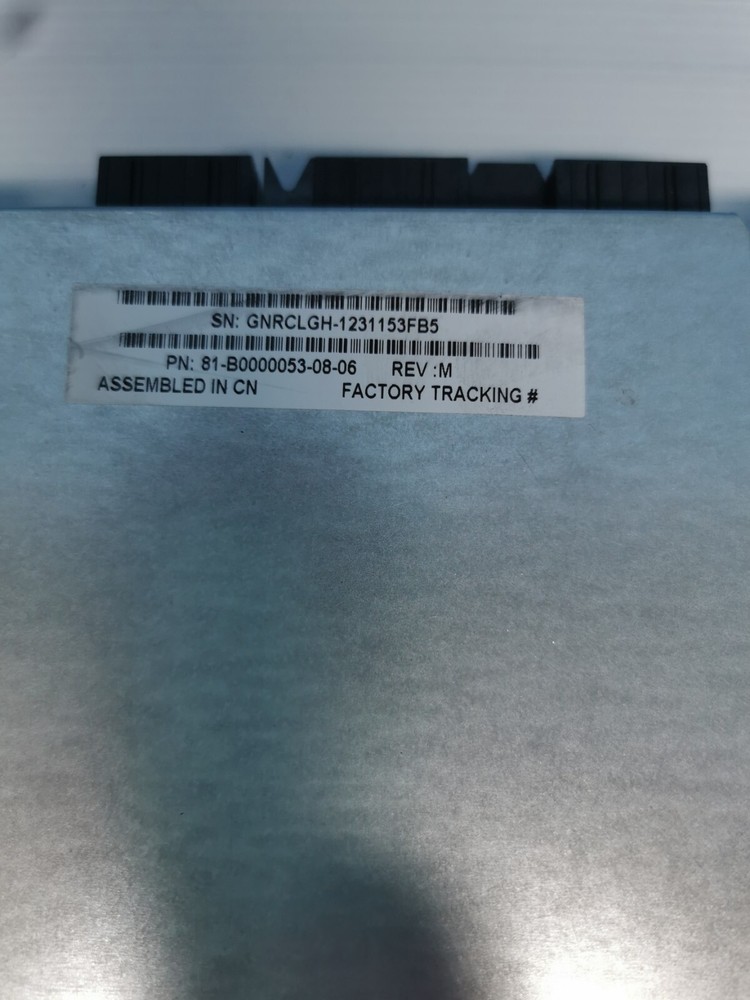 SN: GNRCLGH-1231153FB5
PN: 81-B0000053-08-06 REV :M
ASSEMBLED IN CN FACTORY TRACKING #